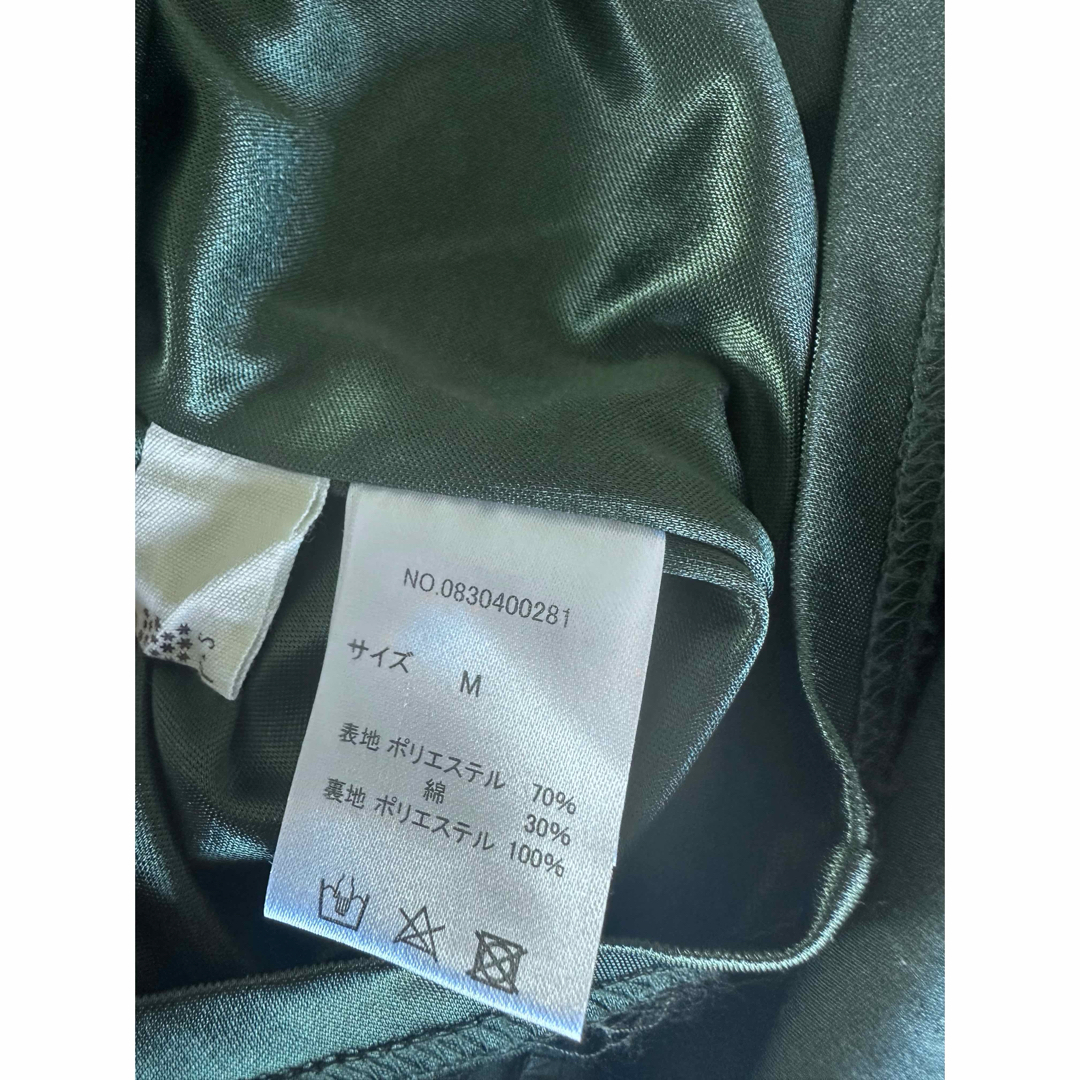 NO.0830400281
サイズ M
表地 ポリエステル 70%
綿 30%
裏地 ポリエステル 100%